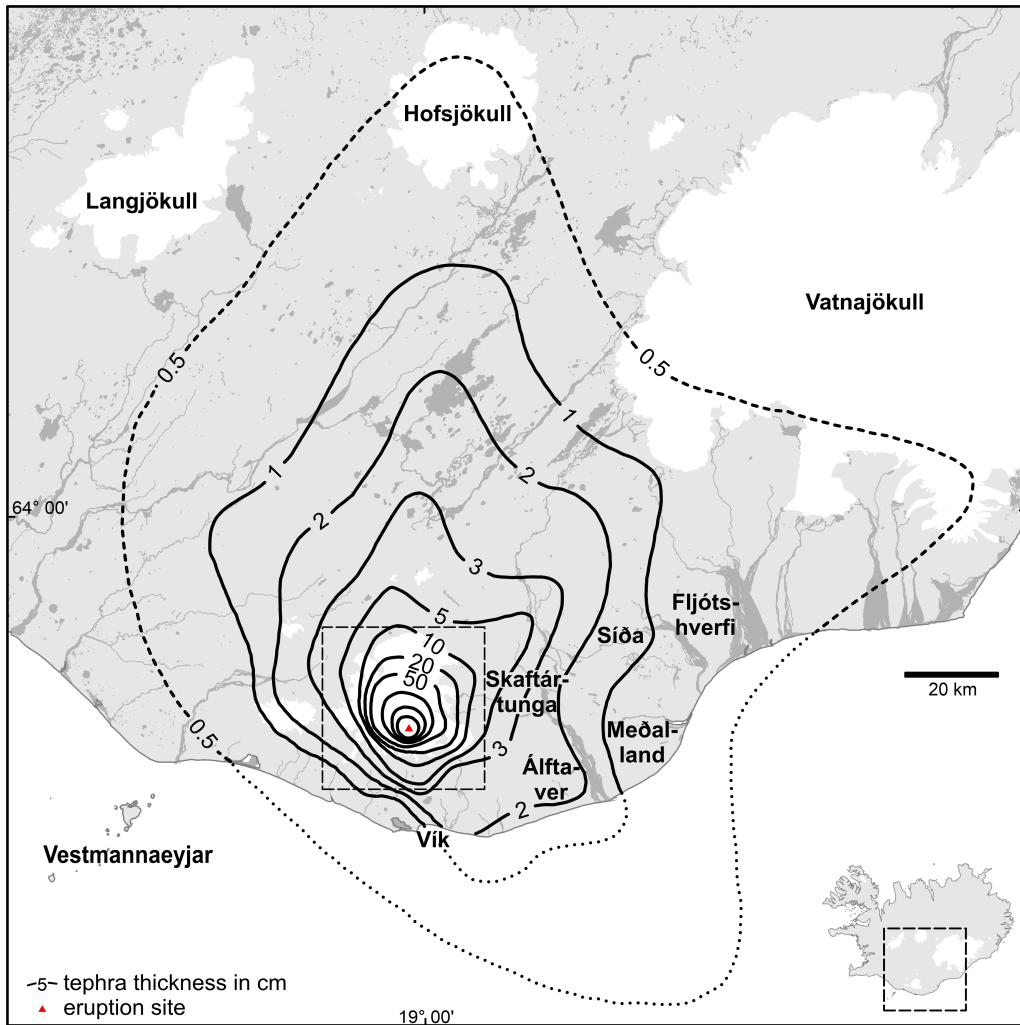 Hofsjökull
Langjökull
Vatnajökull
0.5
0.5
1
1
2
2
64° 00'
3
Fljóts-
hverfi
5
Síða
10
20
50
Skaftár-
tunga
20 km
0.5
Meðal-
land
3
Álfta-
ver
2
Vík
Vestmannaeyjar
5 tephra thickness in cm
eruption site
19° 00'